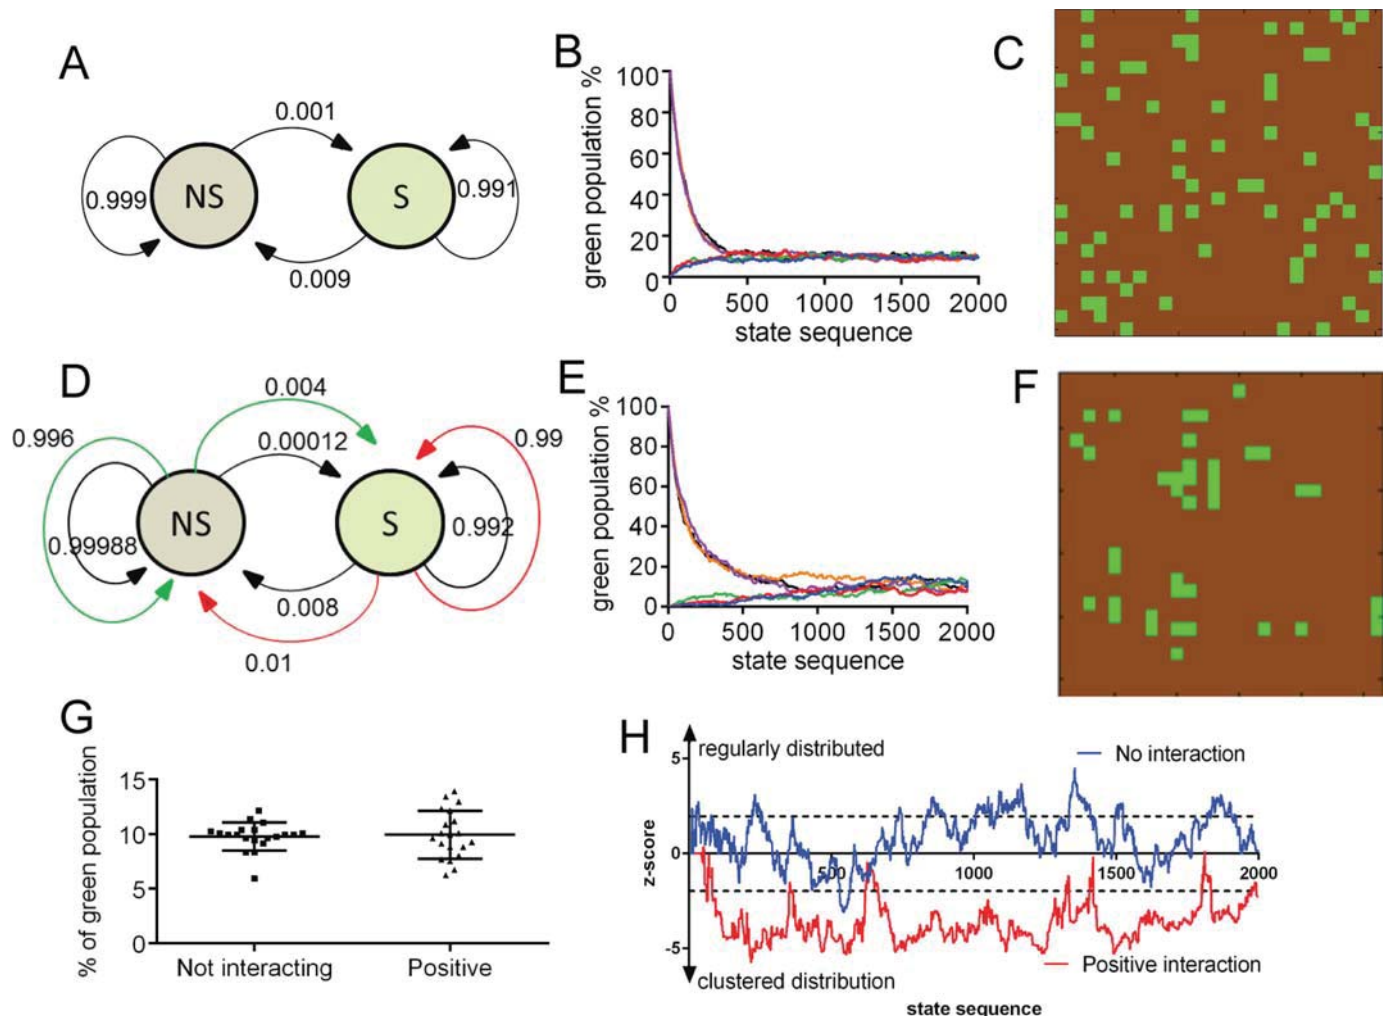 A
0.001
NS
S
0.999
0.991
0.009
B
green population %
100
80
60
40
20
0
0 500 1000 1500 2000
state sequence
C
D
0.004
0.996
0.00012
0.99
NS
S
0.992
0.99988
0.008
0.01
E
green population %
100
80
60
40
20
0
0 500 1000 1500 2000
state sequence
F
G
% of green population
15
10
5
0
Not interacting Positive
H
regularly distributed
No interaction
z-score
5
0
-5
500 1000 1500 2000
Positive interaction
clustered distribution
state sequence